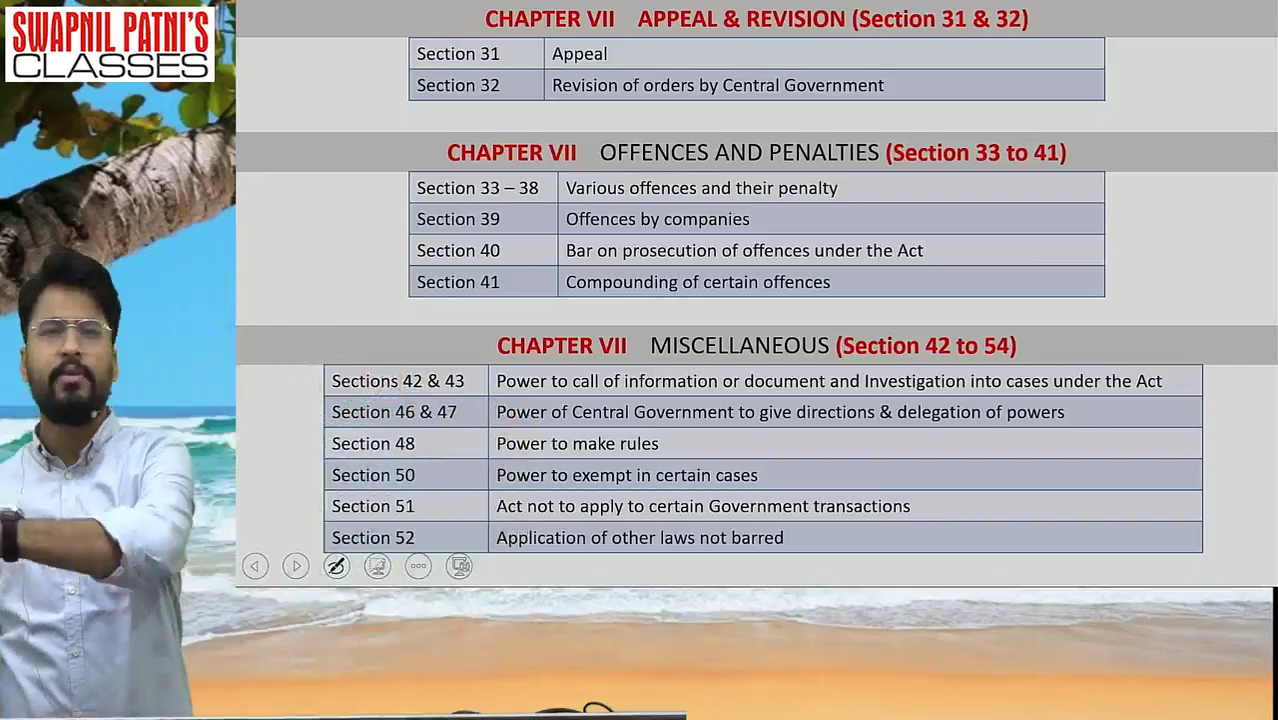 SWAPNIL PATNI'S
CLASSES
CHAPTER VII APPEAL & REVISION (Section 31 & 32)
Section 31 Appeal
Section 32 Revision of orders by Central Government
CHAPTER VII OFFENCES AND PENALTIES (Section 33 to 41)
Section 33 – 38 Various offences and their penalty
Section 39 Offences by companies
Section 40 Bar on prosecution of offences under the Act
Section 41 Compounding of certain offences
CHAPTER VII MISCELLANEOUS (Section 42 to 54)
Sections 42 & 43 Power to call of information or document and Investigation into cases under the Act
Section 46 & 47 Power of Central Government to give directions & delegation of powers
Section 48 Power to make rules
Section 50 Power to exempt in certain cases
Section 51 Act not to apply to certain Government transactions
Section 52 Application of other laws not barred